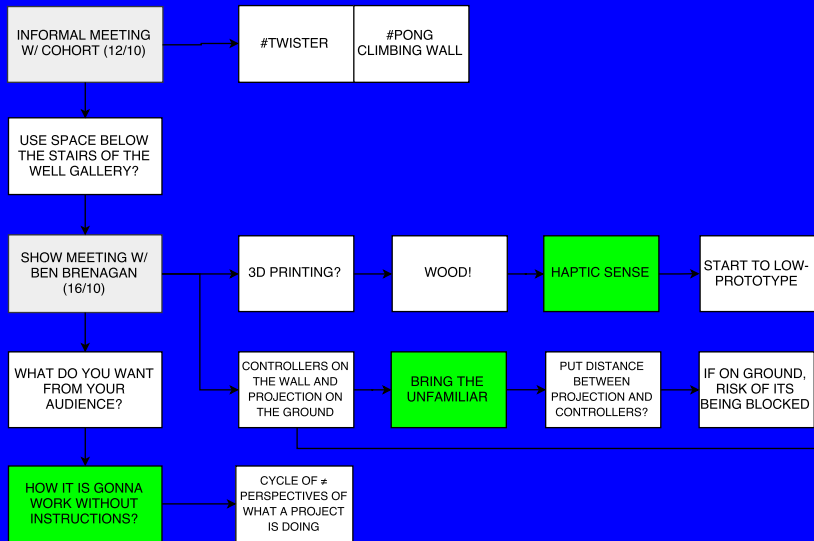 INFORMAL MEETING
W/ COHORT (12/10)
#TWISTER
#PONG
CLIMBING WALL
USE SPACE BELOW
THE STAIRS OF THE
WELL GALLERY?
SHOW MEETING W/
BEN BRENAGAN
(16/10)
3D PRINTING?
WOOD!
HAPTIC SENSE
START TO LOW-
PROTOTYPE
WHAT DO YOU WANT
FROM YOUR
AUDIENCE?
CONTROLLERS ON
THE WALL AND
PROJECTION ON
THE GROUND
BRING THE
UNFAMILIAR
PUT DISTANCE
BETWEEN
PROJECTION AND
CONTROLLERS?
IF ON GROUND,
RISK OF ITS
BEING BLOCKED
HOW IT IS GONNA
WORK WITHOUT
INSTRUCTIONS?
CYCLE OF ≠
PERSPECTIVES OF
WHAT A PROJECT
IS DOING